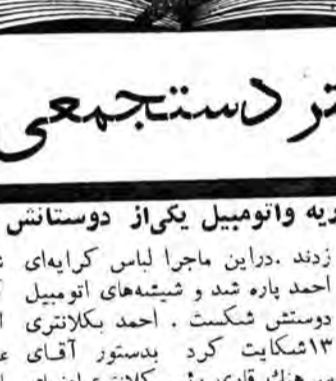 تر دستجمعی
ریه واتومبیل یکی‌از دوستانش
زدند .دراین ماجرا لباس کرایه‌ای
احمد پاره شد و شیشه‌های اتومبیل
دوستش شکست . احمد بکلانتری
۱۳شکایت کرد بدستور آقای